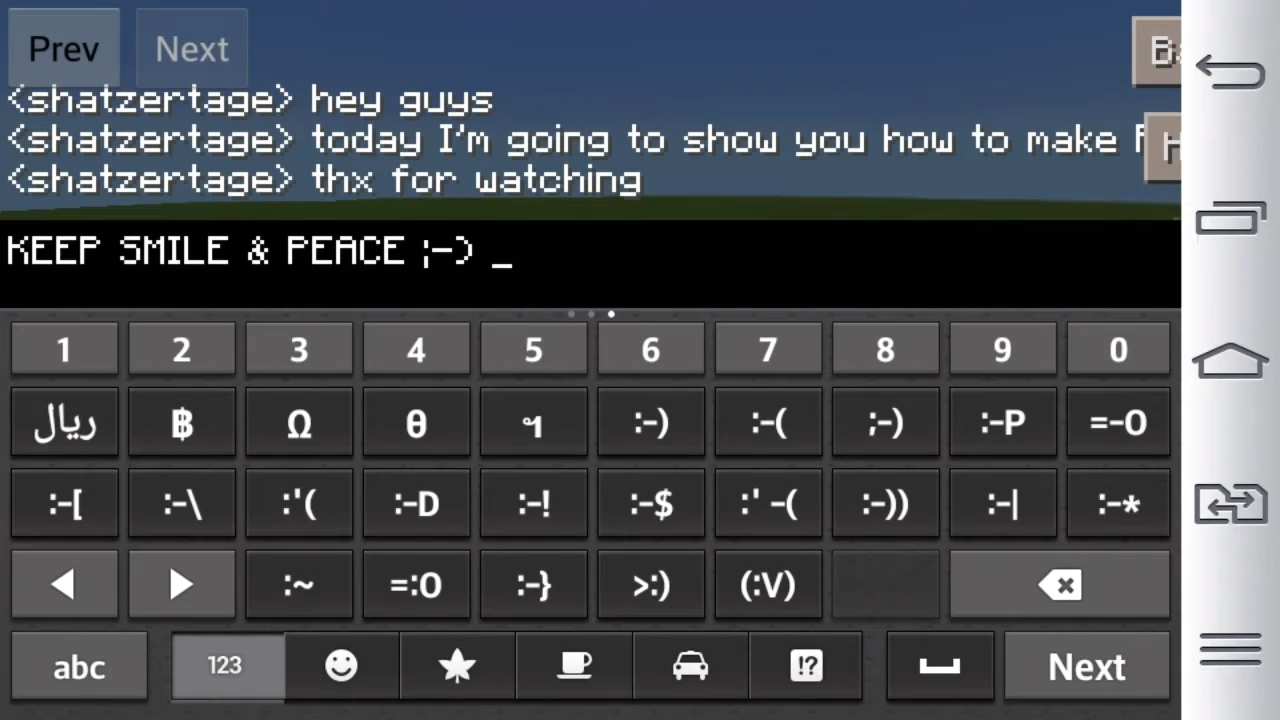 Prev Next
<shatzertage> hey guys
<shatzertage> today I'm going to show you how to make
<shatzertage> thx for watching
KEEP SMILE & PEACE ;-) _
1 2 3 4 5 6 7 8 9 0
ریال ฿ Ω θ ฯ :-) :-( ;-) :-P =-O
:-[ :-\ :'( :-D :-! :-$ :' -( :-)) :-| :-*
:~ =:O :-} >:) (:V)
abc 123 !? Next